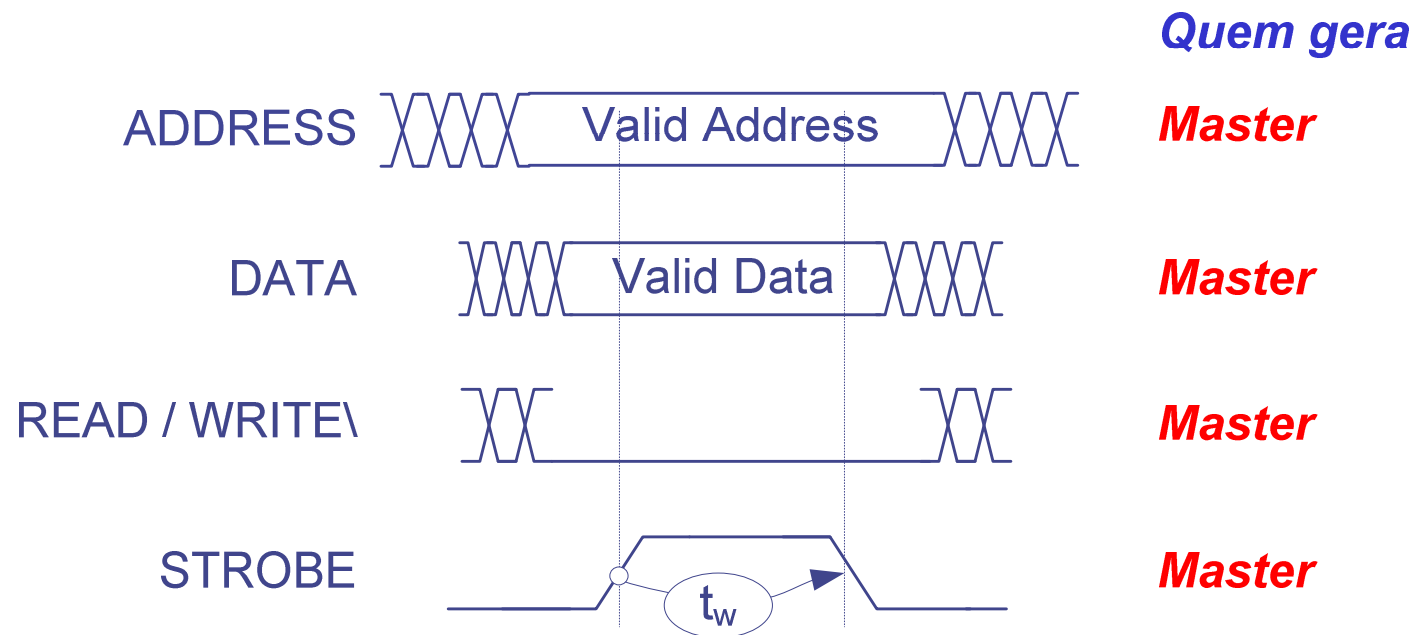 Quem gera
ADDRESS Valid Address Master
DATA Valid Data Master
READ / WRITE\ Master
STROBE tw Master